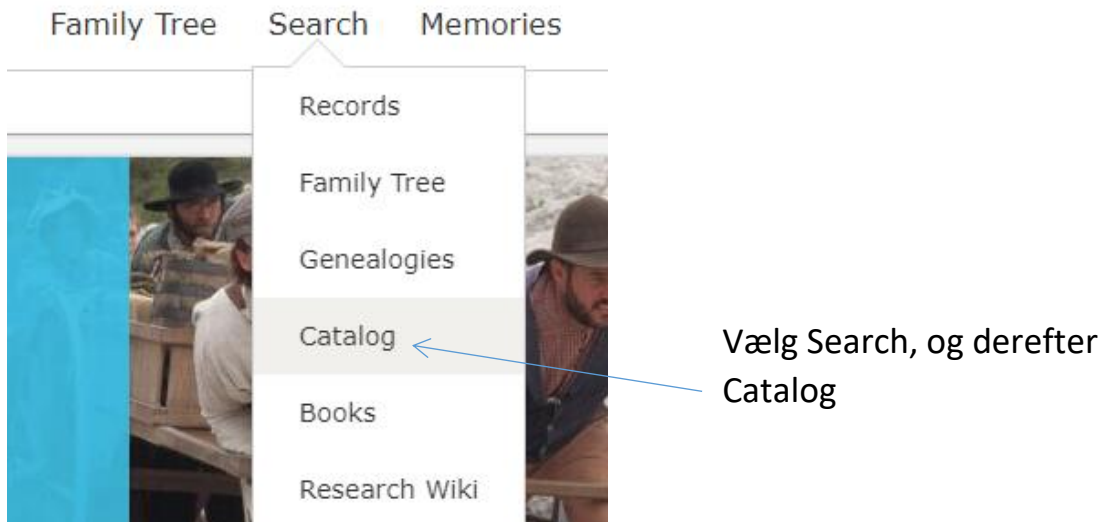 Family Tree Search Memories
Records
Family Tree
Genealogies
Catalog
Books
Research Wiki
Vælg Search, og derefter
Catalog